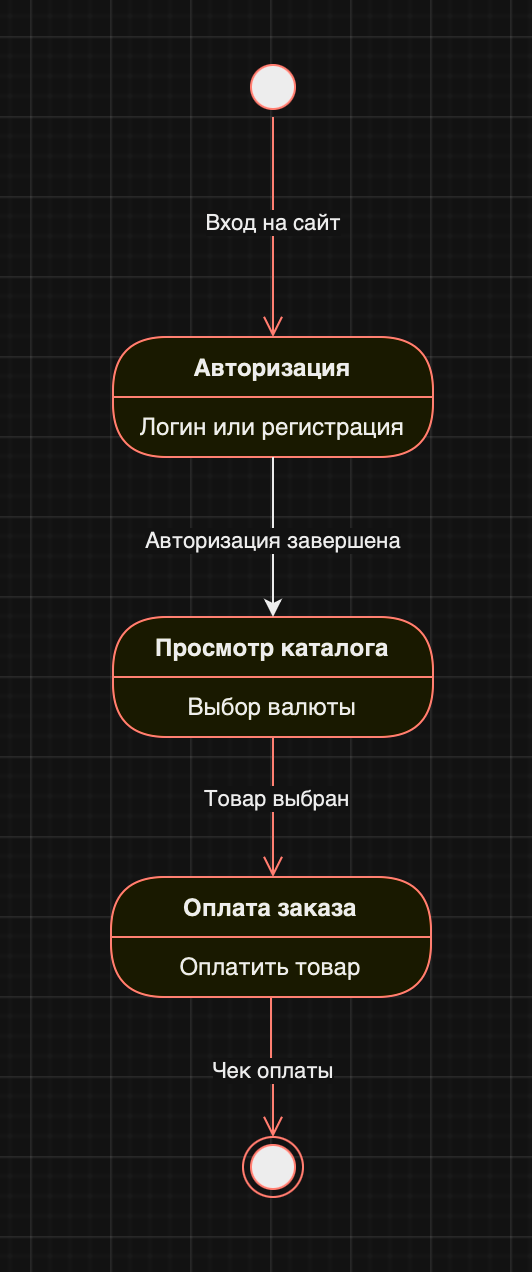 Вход на сайт
Авторизация
Логин или регистрация
Авторизация завершена
Просмотр каталога
Выбор валюты
Товар выбран
Оплата заказа
Оплатить товар
Чек оплаты